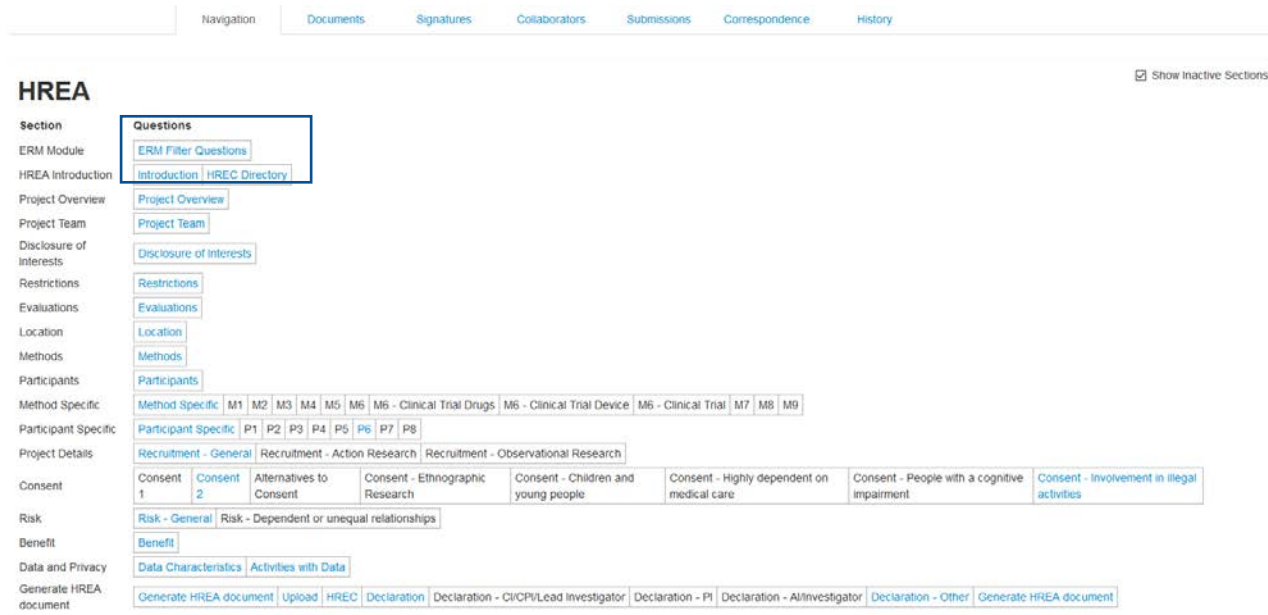 Navigation Documents Signatures Collaborators Submissions Correspondence History
Show Inactive Sections
HREA
Section Questions
ERM Module ERM Filter Questions
HREA Introduction Introduction HREC Directory
Project Overview Project Overview
Project Team Project Team
Disclosure of Interests Disclosure of Interests
Restrictions Restrictions
Evaluations Evaluations
Location Location
Methods Methods
Participants Participants
Method Specific Method Specific M1 M2 M3 M4 M5 M6 M6 - Clinical Trial Drugs M6 - Clinical Trial Device M6 - Clinical Trial M7 M8 M9
Participant Specific Participant Specific P1 P2 P3 P4 P5 P6 P7 P8
Project Details Recruitment - General Recruitment - Action Research Recruitment - Observational Research
Consent Consent 1 Consent 2 Alternatives to Consent Consent - Ethnographic Research Consent - Children and young people Consent - Highly dependent on medical care Consent - People with a cognitive impairment Consent - Involvement in illegal activities
Risk Risk - General Risk - Dependent or unequal relationships
Benefit Benefit
Data and Privacy Data Characteristics Activities with Data
Generate HREA document Generate HREA document Upload HREC Declaration Declaration - CI/CPI/Lead Investigator Declaration - PI Declaration - AI/Investigator Declaration - Other Generate HREA document